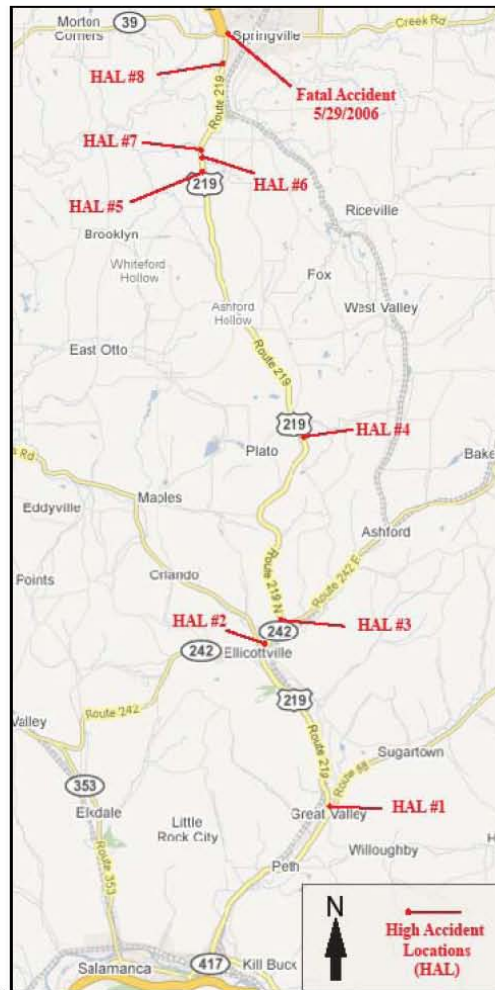 Morton
Corners
39
Springville
Creek Rd
HAL #8
Route 219
Fatal Accident
5/29/2006
HAL #7
HAL #6
HAL #5
219
Riceville
Brooklyn
Whiteford
Hollow
Fox
Ashford
Hollow
West Valley
East Otto
Route 219
219
HAL #4
Plato
s Rd
Bake
Maples
Eddyville
Ashford
Points
Orlando
Route 219 N
Route 242 E
HAL #2
242
HAL #3
242
Ellicottville
219
Route 242
Valley
Route 219
Sugartown
353
Route 98
Elkdale
Great Valley
HAL #1
Little
Rock City
Willoughby
H
Route 353
Peth
N
High Accident
Locations
(HAL)
417
Kill Buck
Salamanca